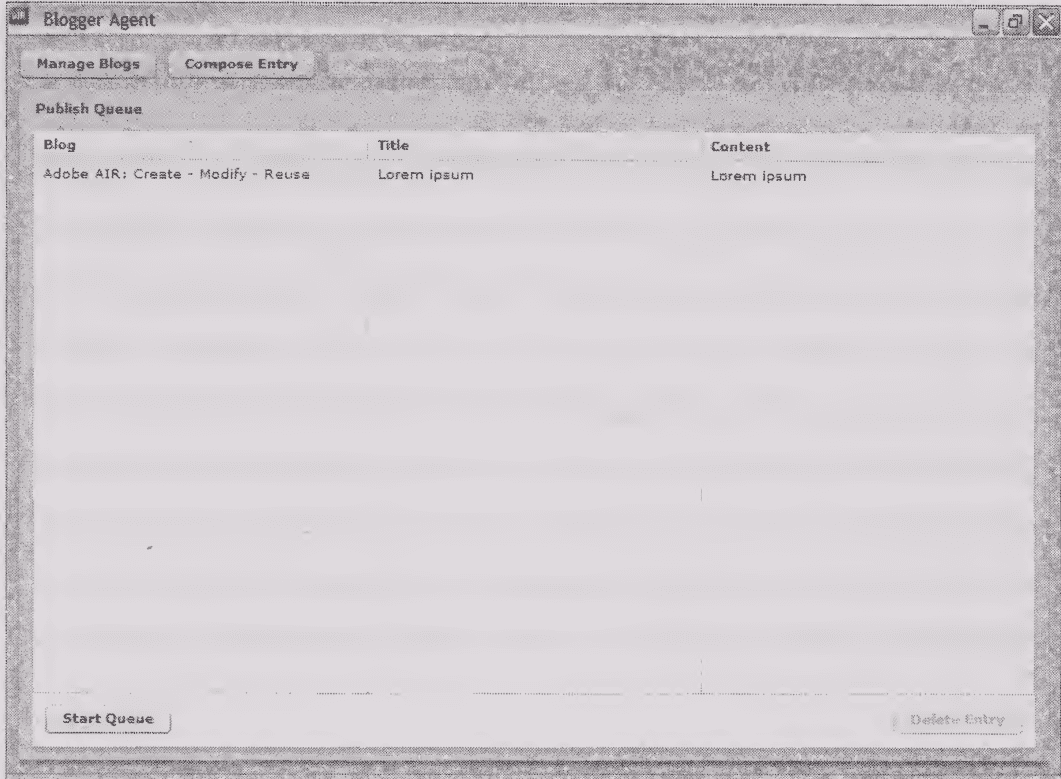 Blogger Agent
Manage Blogs Compose Entry
Publish Queue
Blog Title Content
Adobe AIR: Create - Modify - Reuse Lorem ipsum Lorem ipsum
Start Queue Delete Entry